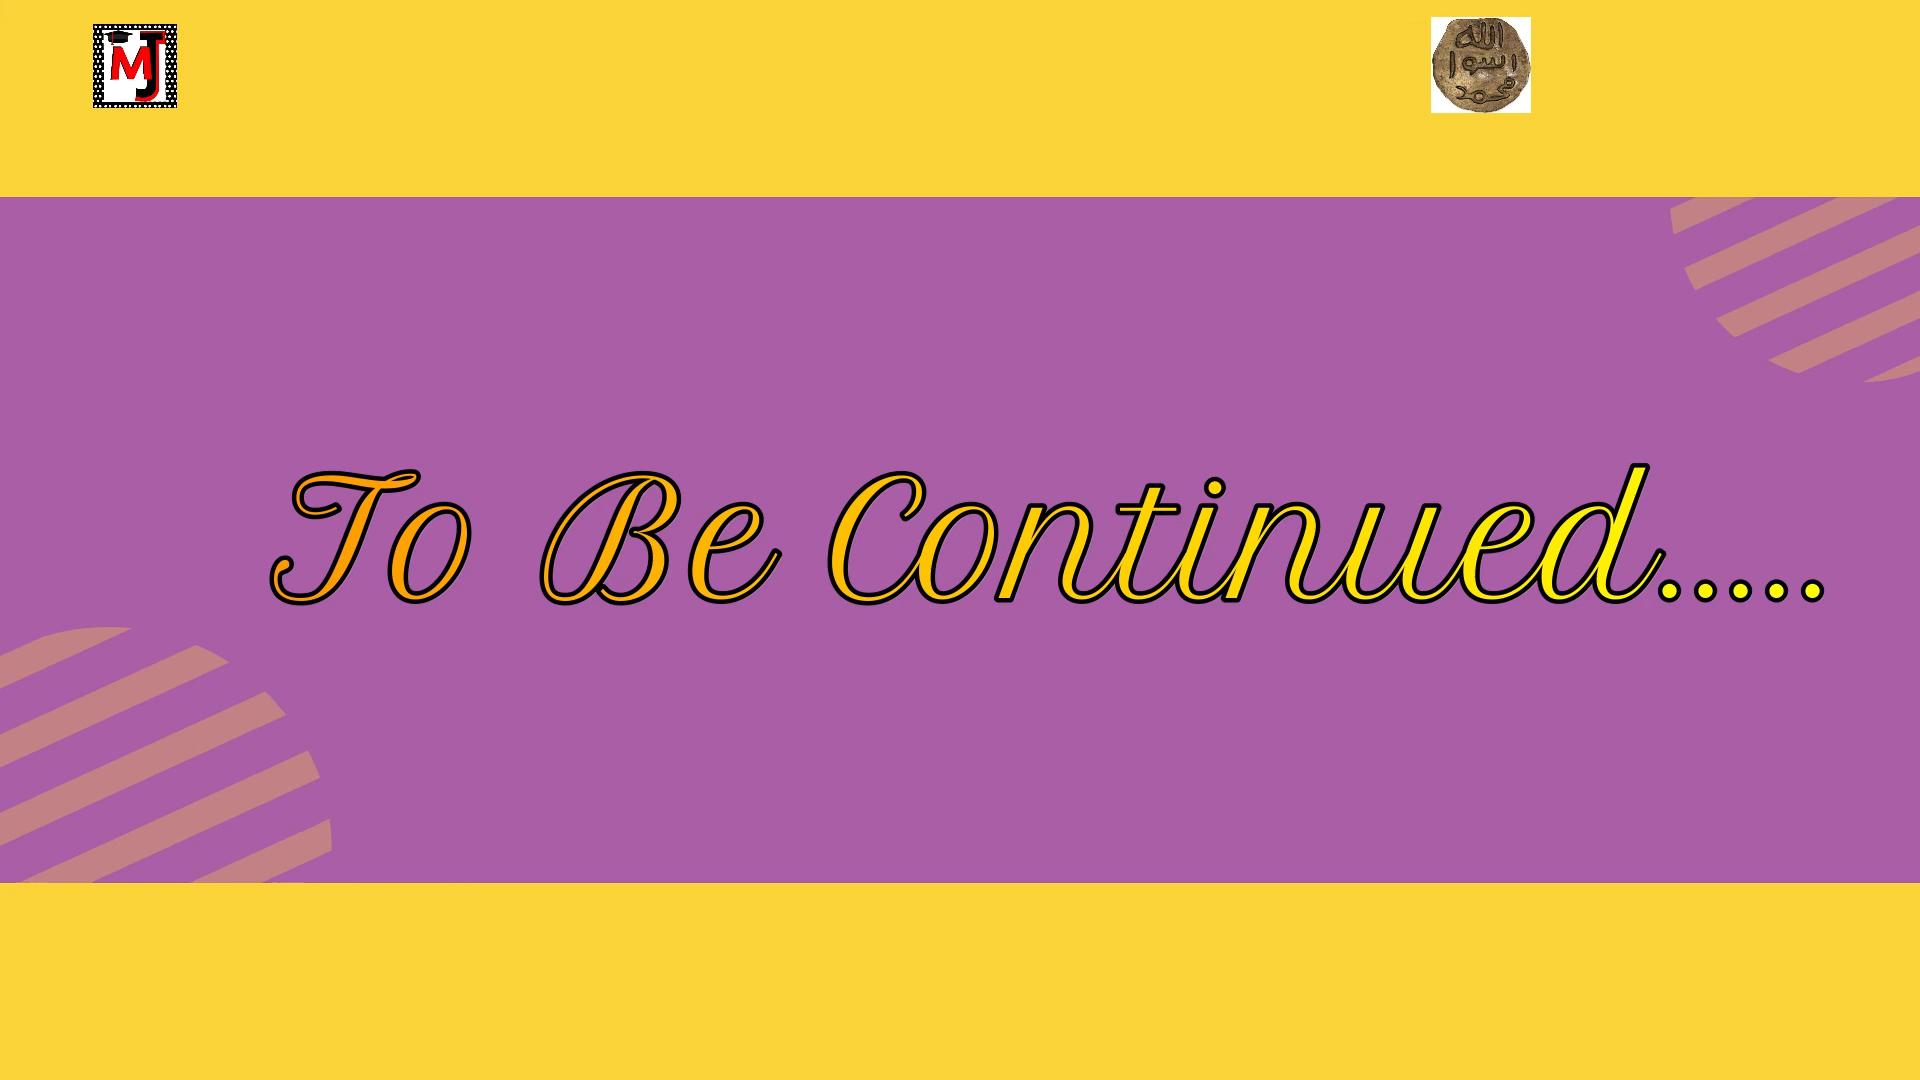 MJ
الله
رسول
محمد
To Be Continued.....